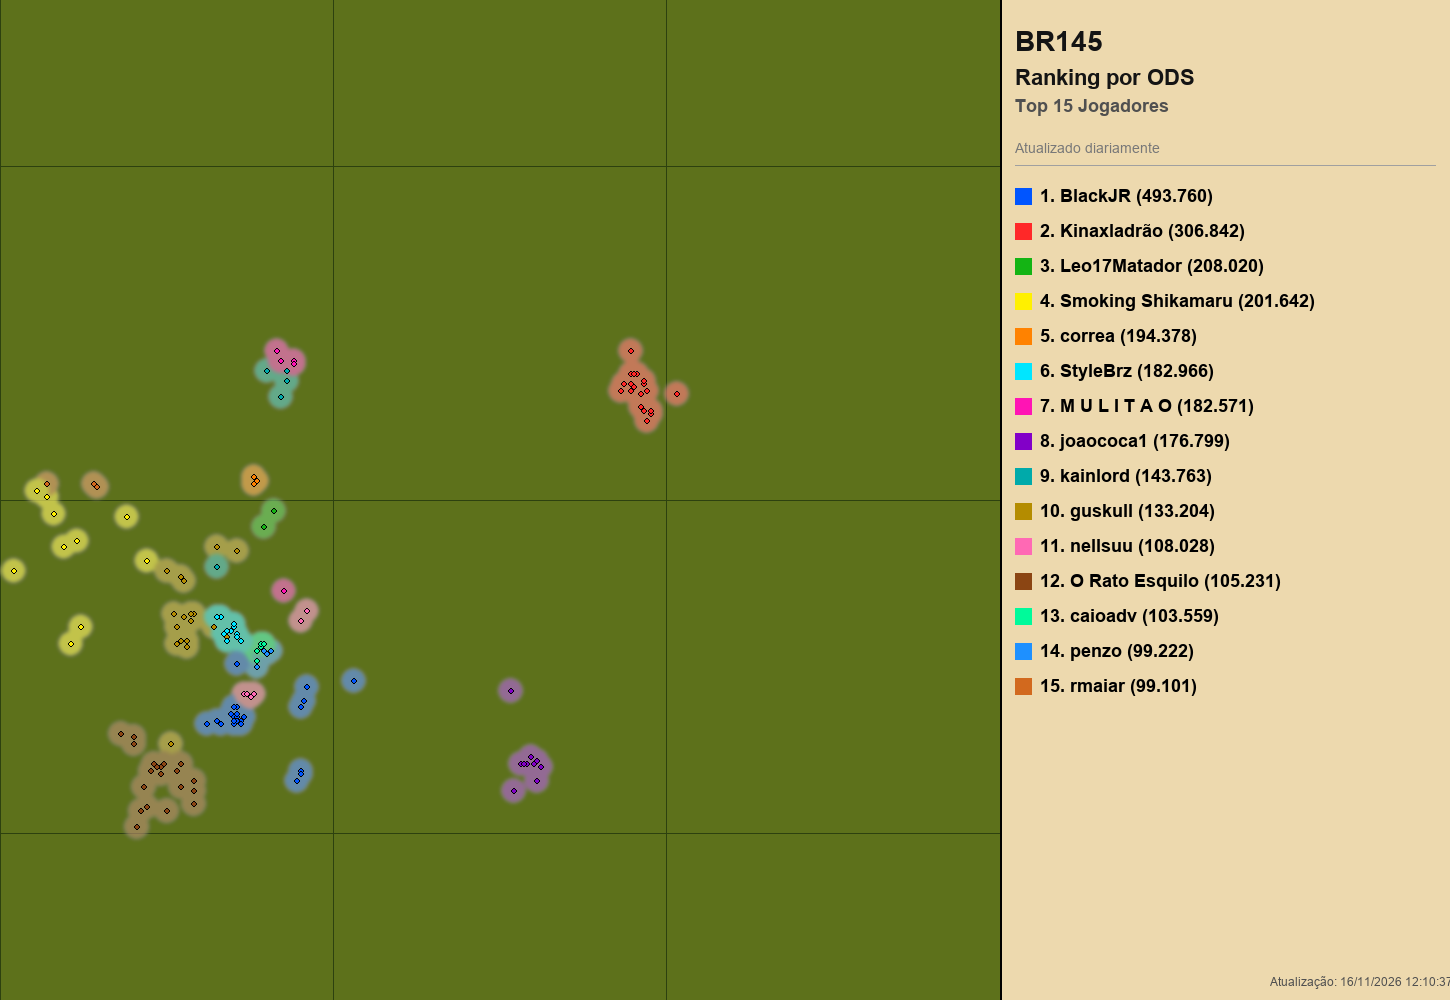 BR145
Ranking por ODS
Top 15 Jogadores
Atualizado diariamente
1. BlackJR (493.760)
2. Kinaxladrão (306.842)
3. Leo17Matador (208.020)
4. Smoking Shikamaru (201.642)
5. correa (194.378)
6. StyleBrz (182.966)
7. M U L I T A O (182.571)
8. joaococa1 (176.799)
9. kainlord (143.763)
10. guskull (133.204)
11. nellsuu (108.028)
12. O Rato Esquilo (105.231)
13. caioadv (103.559)
14. penzo (99.222)
15. rmaiar (99.101)
Atualização: 16/11/2026 12:10:37